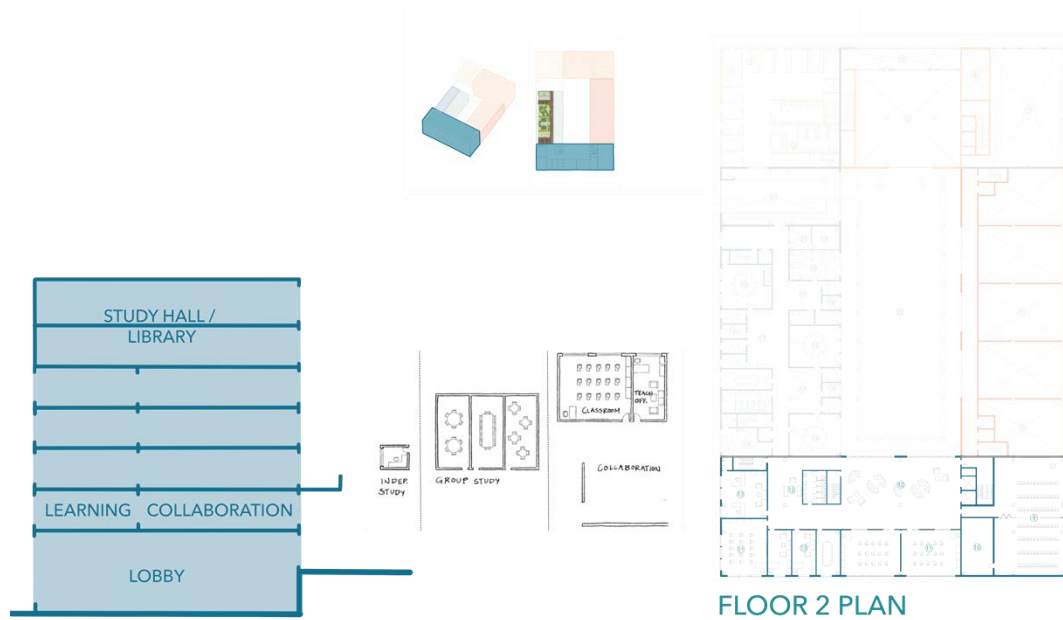 STUDY HALL /
LIBRARY
LEARNING COLLABORATION
LOBBY
INDEP.
STUDY
GROUP STUDY
CLASSROOM
TEACH
OFF.
COLLABORATION
FLOOR 2 PLAN